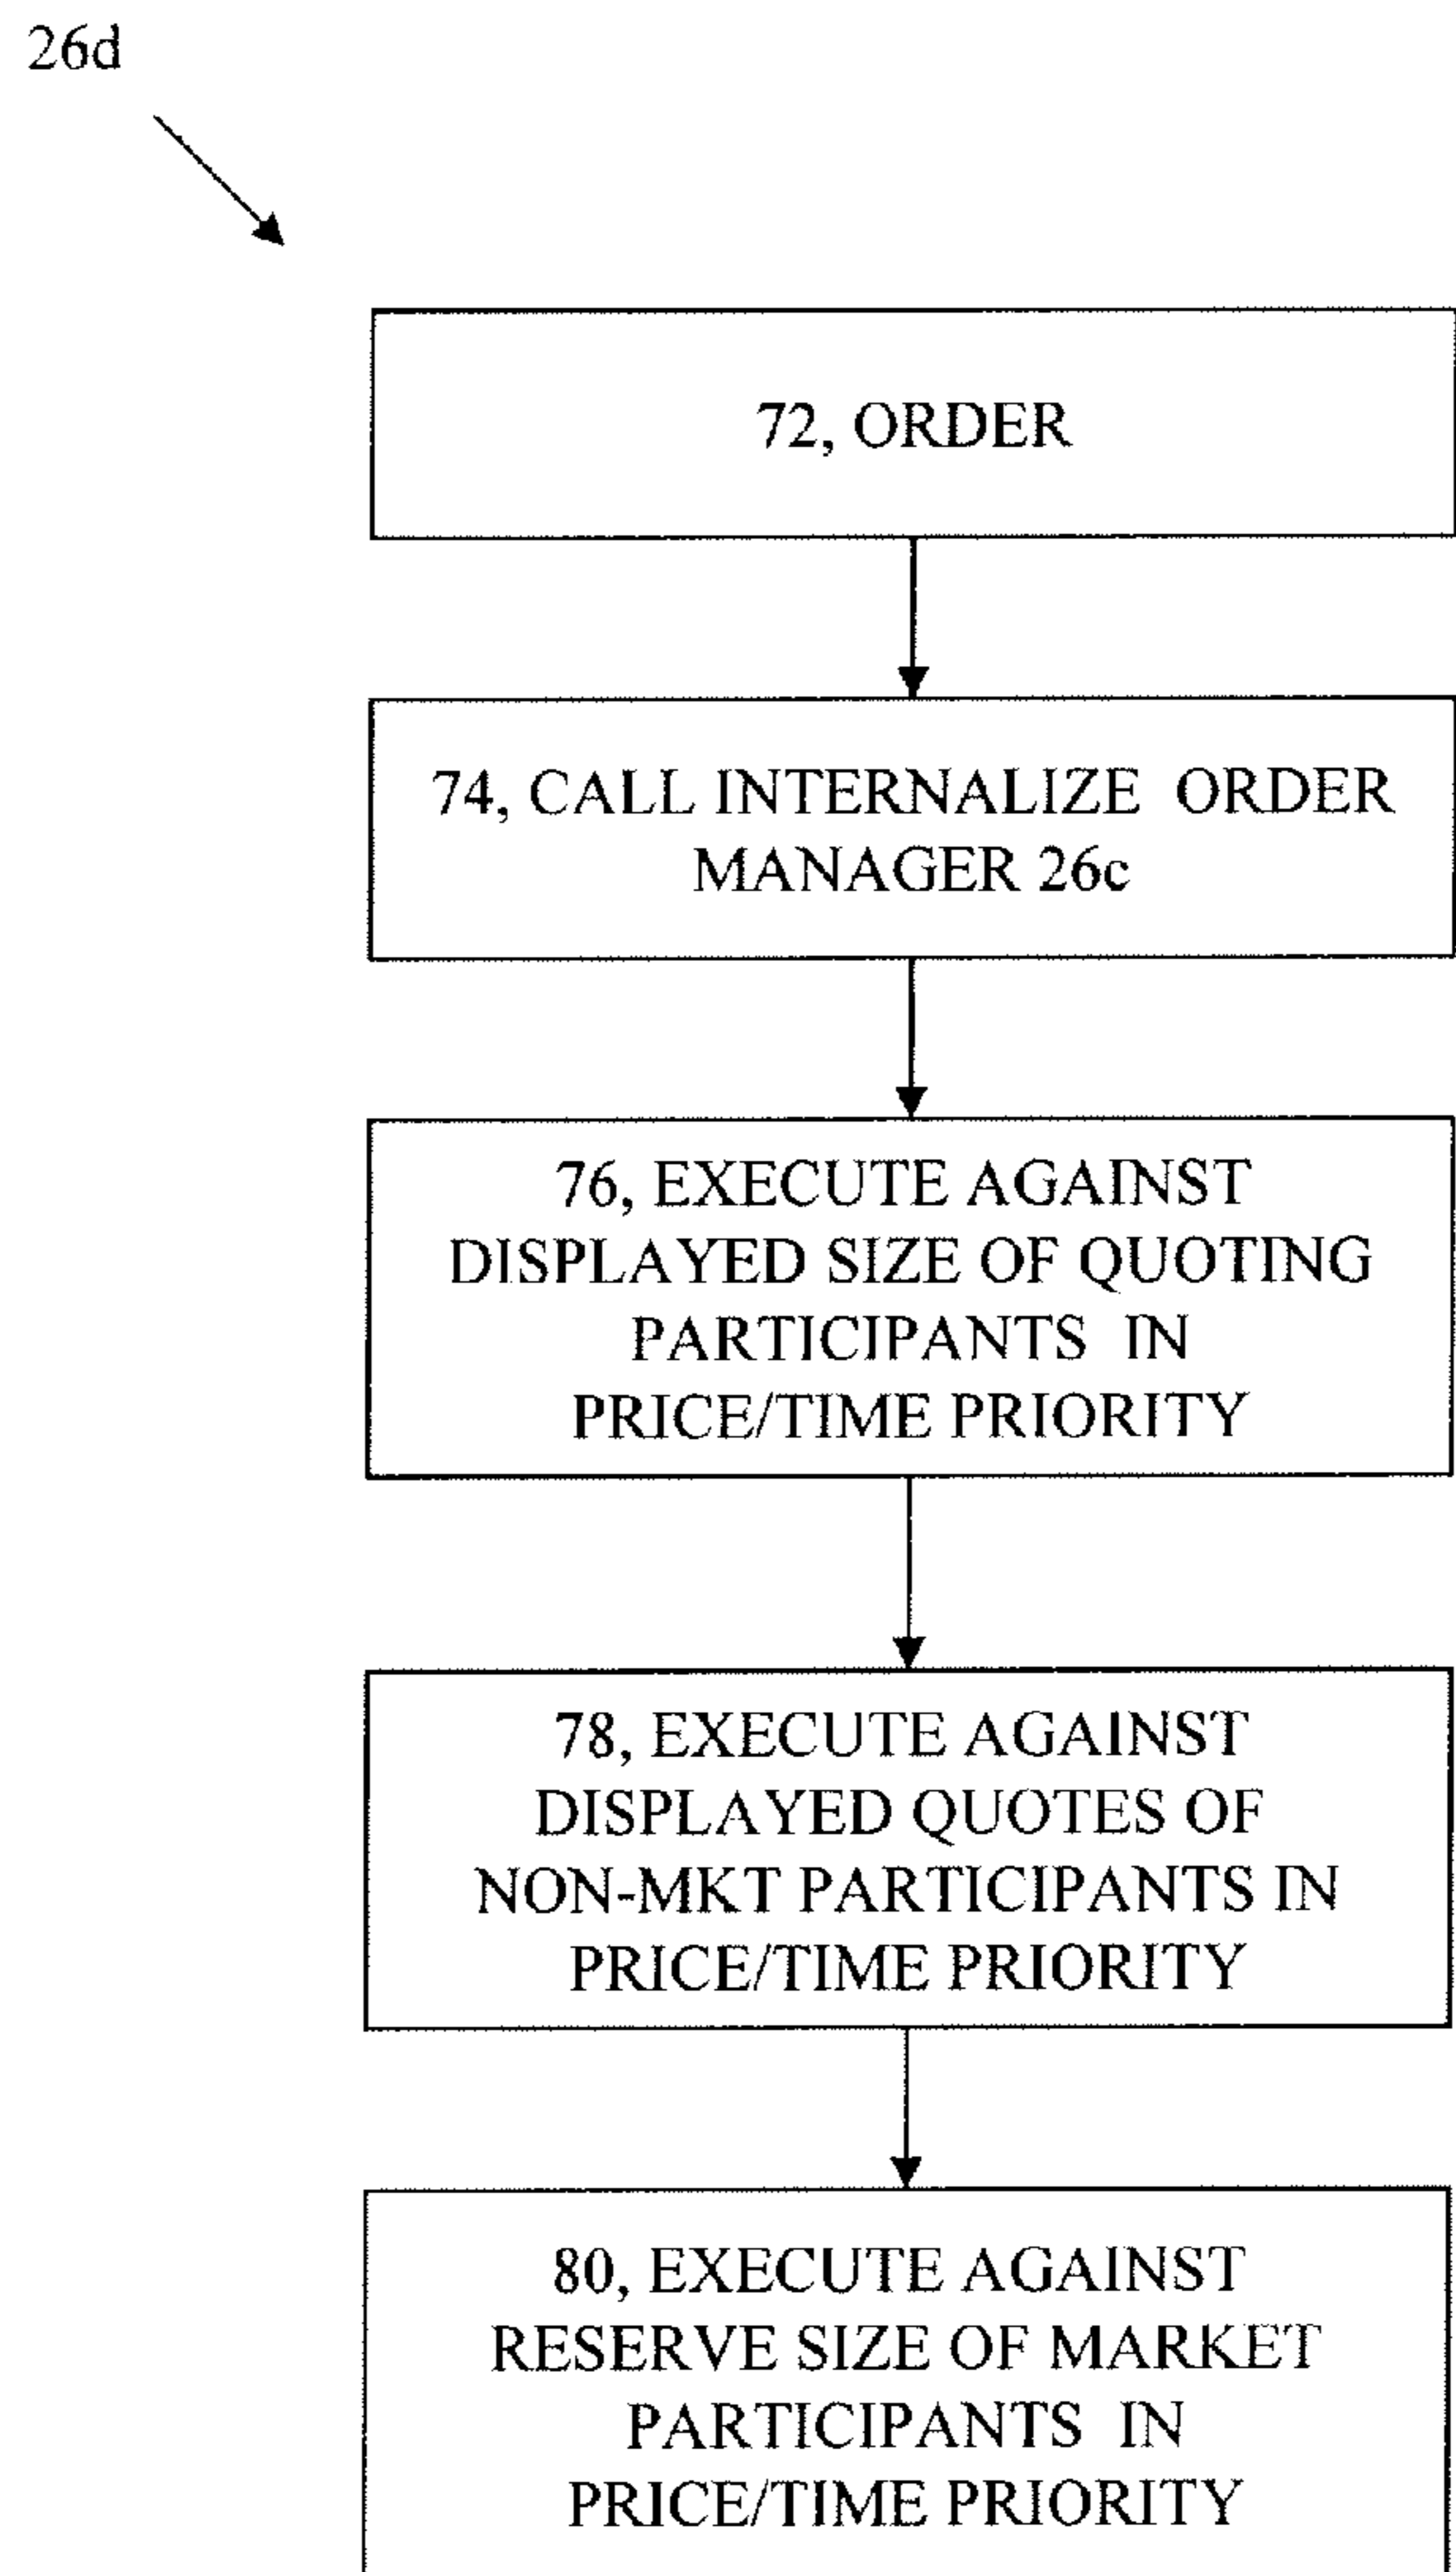 26d
72, ORDER
74, CALL INTERNALIZE ORDER
MANAGER 26c
76, EXECUTE AGAINST
DISPLAYED SIZE OF QUOTING
PARTICIPANTS IN
PRICE/TIME PRIORITY
78, EXECUTE AGAINST
DISPLAYED QUOTES OF
NON-MKT PARTICIPANTS IN
PRICE/TIME PRIORITY
80, EXECUTE AGAINST
RESERVE SIZE OF MARKET
PARTICIPANTS IN
PRICE/TIME PRIORITY